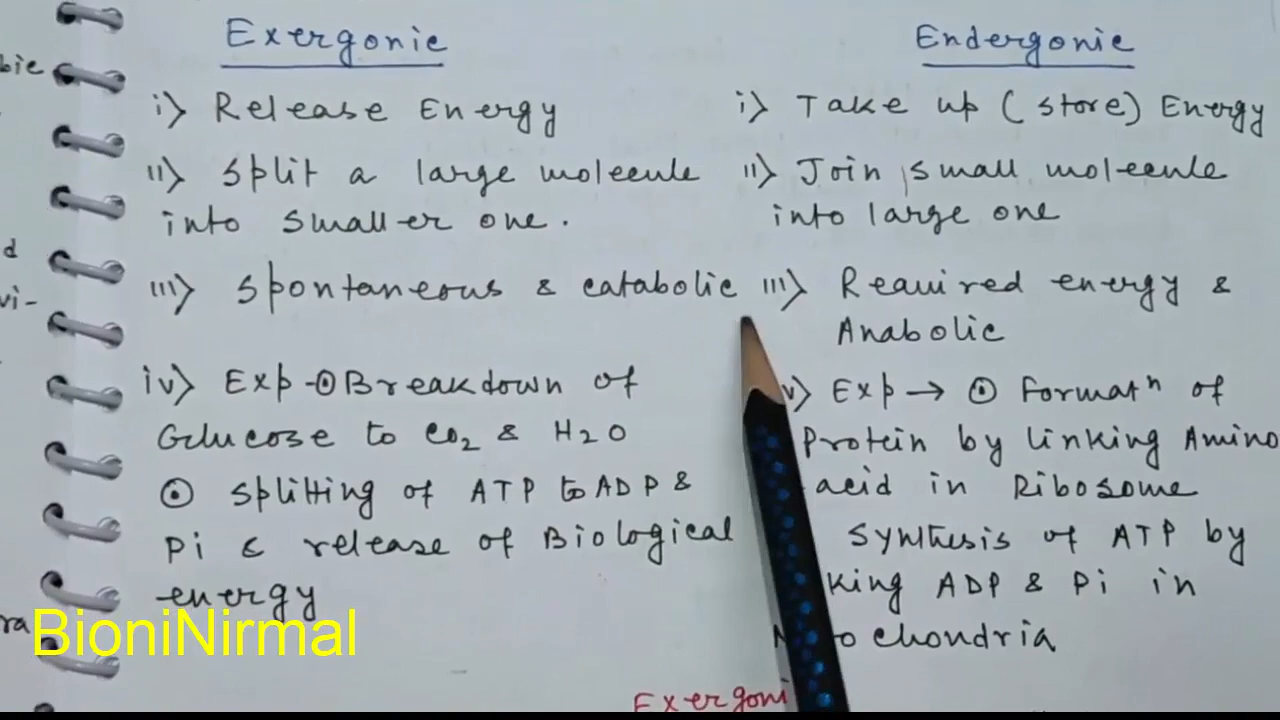 Exergonic
i) Release Energy
ii) Split a large molecule
into smaller one.
iii) Spontaneous & catabolic
iv) Exp - ⊙ Breakdown of
Glucose to CO2 & H2O
⊙ Splitting of ATP to ADP &
Pi & release of Biological
energy
Endergonic
i) Take up (store) Energy
ii) Join small molecule
into large one
iii) Required energy &
Anabolic
v) Exp → ⊙ Formatⁿ of
Protein by linking Amino
acid in Ribosome
Synthesis of ATP by
king ADP & Pi in
chondria
Exergoni
BioniNirmal